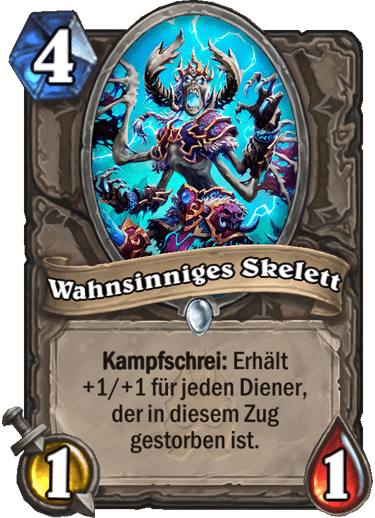 4
Wahnsinniges Skelett
Kampfschrei: Erhält
+1/+1 für jeden Diener,
der in diesem Zug
gestorben ist.
1 1